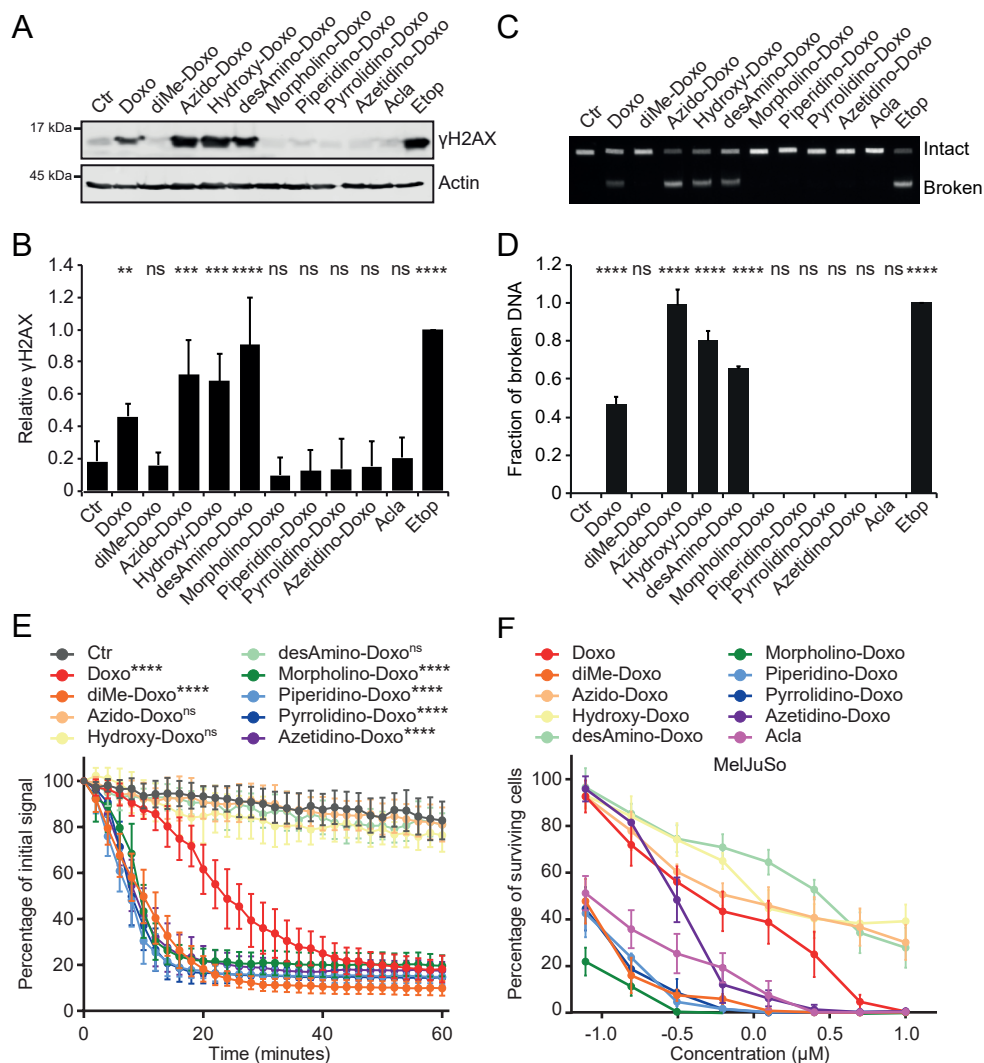 A
Ctr
Doxo
diMe-Doxo
Azido-Doxo
Hydroxy-Doxo
desAmino-Doxo
Morpholino-Doxo
Piperidino-Doxo
Pyrrolidino-Doxo
Azetidino-Doxo
Acla
Etop
17 kDa
γH2AX
45 kDa
Actin
C
Ctr
Doxo
diMe-Doxo
Azido-Doxo
Hydroxy-Doxo
desAmino-Doxo
Morpholino-Doxo
Piperidino-Doxo
Pyrrolidino-Doxo
Azetidino-Doxo
Acla
Etop
Intact
Broken
B
Relative γH2AX
1.4
1.2
1.0
0.8
0.6
0.4
0.2
0
** ns *** *** **** ns ns ns ns ns ****
Ctr
Doxo
diMe-Doxo
Azido-Doxo
Hydroxy-Doxo
desAmino-Doxo
Morpholino-Doxo
Piperidino-Doxo
Pyrrolidino-Doxo
Azetidino-Doxo
Acla
Etop
D
Fraction of broken DNA
1.2
1.0
0.8
0.6
0.4
0.2
0
**** ns **** **** **** ns ns ns ns ns ****
Ctr
Doxo
diMe-Doxo
Azido-Doxo
Hydroxy-Doxo
desAmino-Doxo
Morpholino-Doxo
Piperidino-Doxo
Pyrrolidino-Doxo
Azetidino-Doxo
Acla
Etop
E
Ctr
Doxo****
diMe-Doxo****
Azido-Doxons
Hydroxy-Doxons
desAmino-Doxons
Morpholino-Doxo****
Piperidino-Doxo****
Pyrrolidino-Doxo****
Azetidino-Doxo****
Percentage of initial signal
100
80
60
40
20
0
0 20 40 60
Time (minutes)
F
Doxo
diMe-Doxo
Azido-Doxo
Hydroxy-Doxo
desAmino-Doxo
Morpholino-Doxo
Piperidino-Doxo
Pyrrolidino-Doxo
Azetidino-Doxo
Acla
MelJuSo
Percentage of surviving cells
100
80
60
40
20
0
-1.0 -0.5 0.0 0.5 1.0
Concentration (µM)